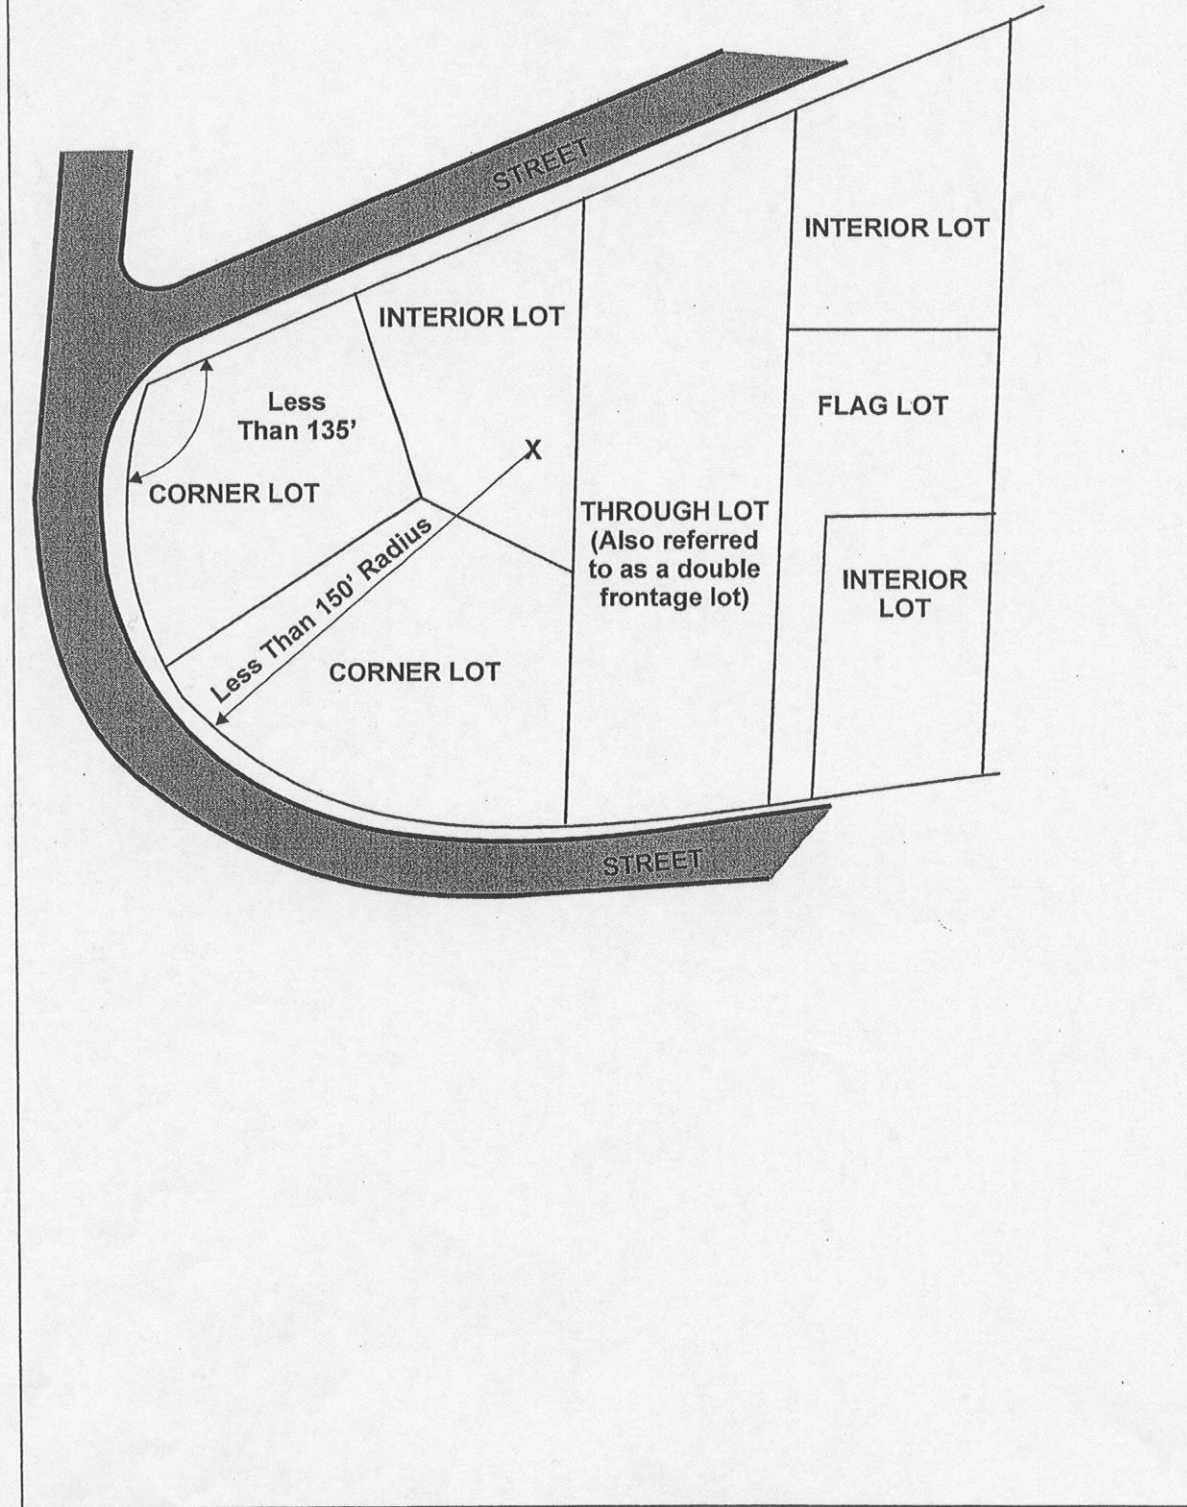 STREET
INTERIOR LOT
INTERIOR LOT
Less
Than 135’
FLAG LOT
X
CORNER LOT
THROUGH LOT
(Also referred
to as a double
frontage lot)
Less Than 150’ Radius
INTERIOR
LOT
CORNER LOT
STREET